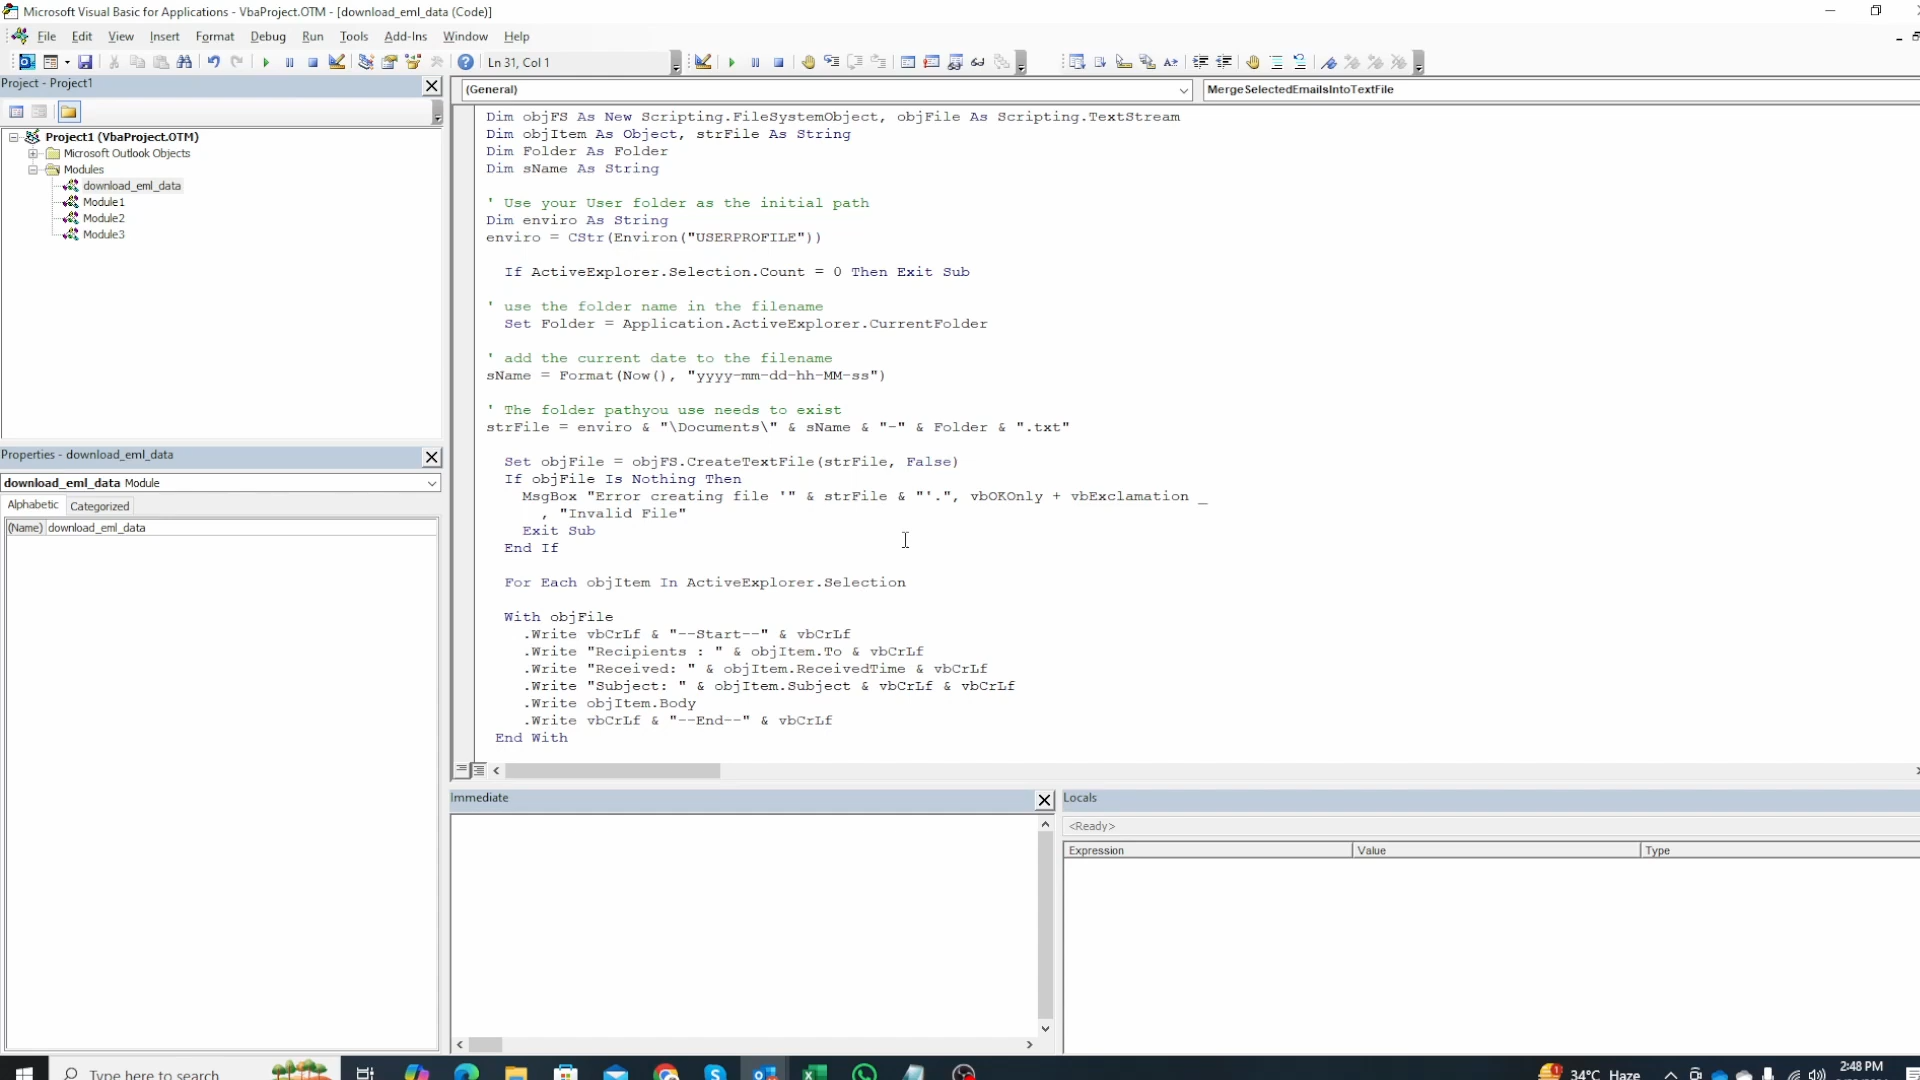 Microsoft Visual Basic for Applications - VbaProject.OTM - [download_eml_data (Code)]
File Edit View Insert Format Debug Run Tools Add-Ins Window Help
Ln 31, Col 1
Project - Project1
(General)
MergeSelectedEmailsIntoTextFile
Project1 (VbaProject.OTM)
Microsoft Outlook Objects
Modules
download_eml_data
Module1
Module2
Module3
Dim objFS As New Scripting.FileSystemObject, objFile As Scripting.TextStream
Dim objItem As Object, strFile As String
Dim Folder As Folder
Dim sName As String
' Use your User folder as the initial path
Dim enviro As String
enviro = CStr(Environ("USERPROFILE"))
If ActiveExplorer.Selection.Count = 0 Then Exit Sub
' use the folder name in the filename
Set Folder = Application.ActiveExplorer.CurrentFolder
' add the current date to the filename
sName = Format(Now(), "yyyy-mm-dd-hh-MM-ss")
' The folder pathyou use needs to exist
strFile = enviro & "\Documents\" & sName & "-" & Folder & ".txt"
Set objFile = objFS.CreateTextFile(strFile, False)
If objFile Is Nothing Then
MsgBox "Error creating file '" & strFile & "'.", vbOKOnly + vbExclamation _
, "Invalid File"
Exit Sub
End If
For Each objItem In ActiveExplorer.Selection
With objFile
.Write vbCrLf & "--Start--" & vbCrLf
.Write "Recipients : " & objItem.To & vbCrLf
.Write "Received: " & objItem.ReceivedTime & vbCrLf
.Write "Subject: " & objItem.Subject & vbCrLf & vbCrLf
.Write objItem.Body
.Write vbCrLf & "--End--" & vbCrLf
End With
Properties - download_eml_data
download_eml_data Module
Alphabetic Categorized
(Name) download_eml_data
Immediate
Locals
<Ready>
Expression Value Type
Type here to search
34°C Haze
2:48 PM